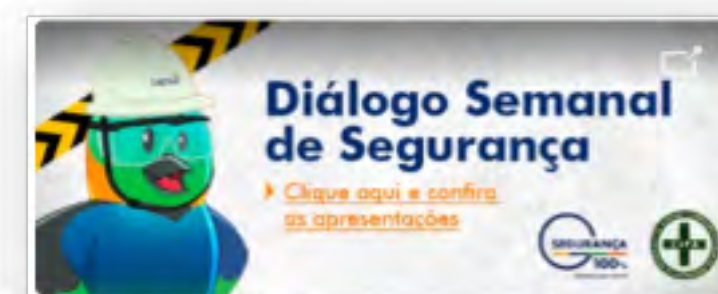 Diálogo Semanal
de Segurança
Clique aqui e confira
as apresentações
SEGURANÇA
100%